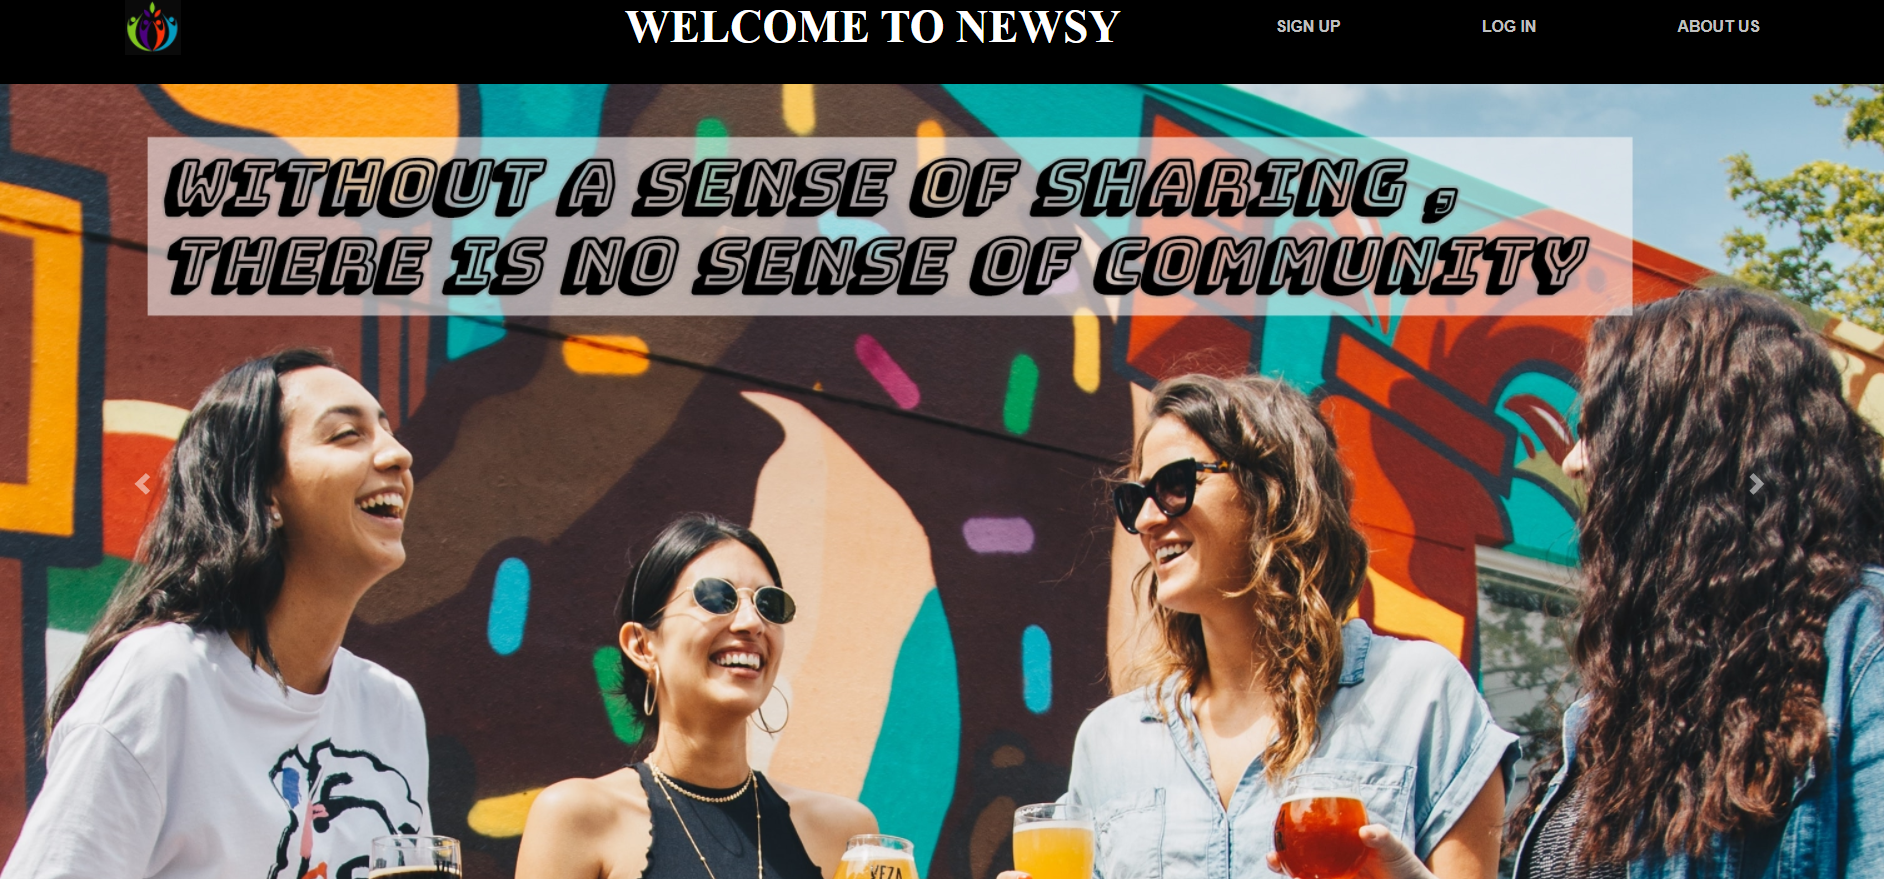 WELCOME TO NEWSY
SIGN UP
LOG IN
ABOUT US
WITHOUT A SENSE OF SHARING ,
THERE IS NO SENSE OF COMMUNITY